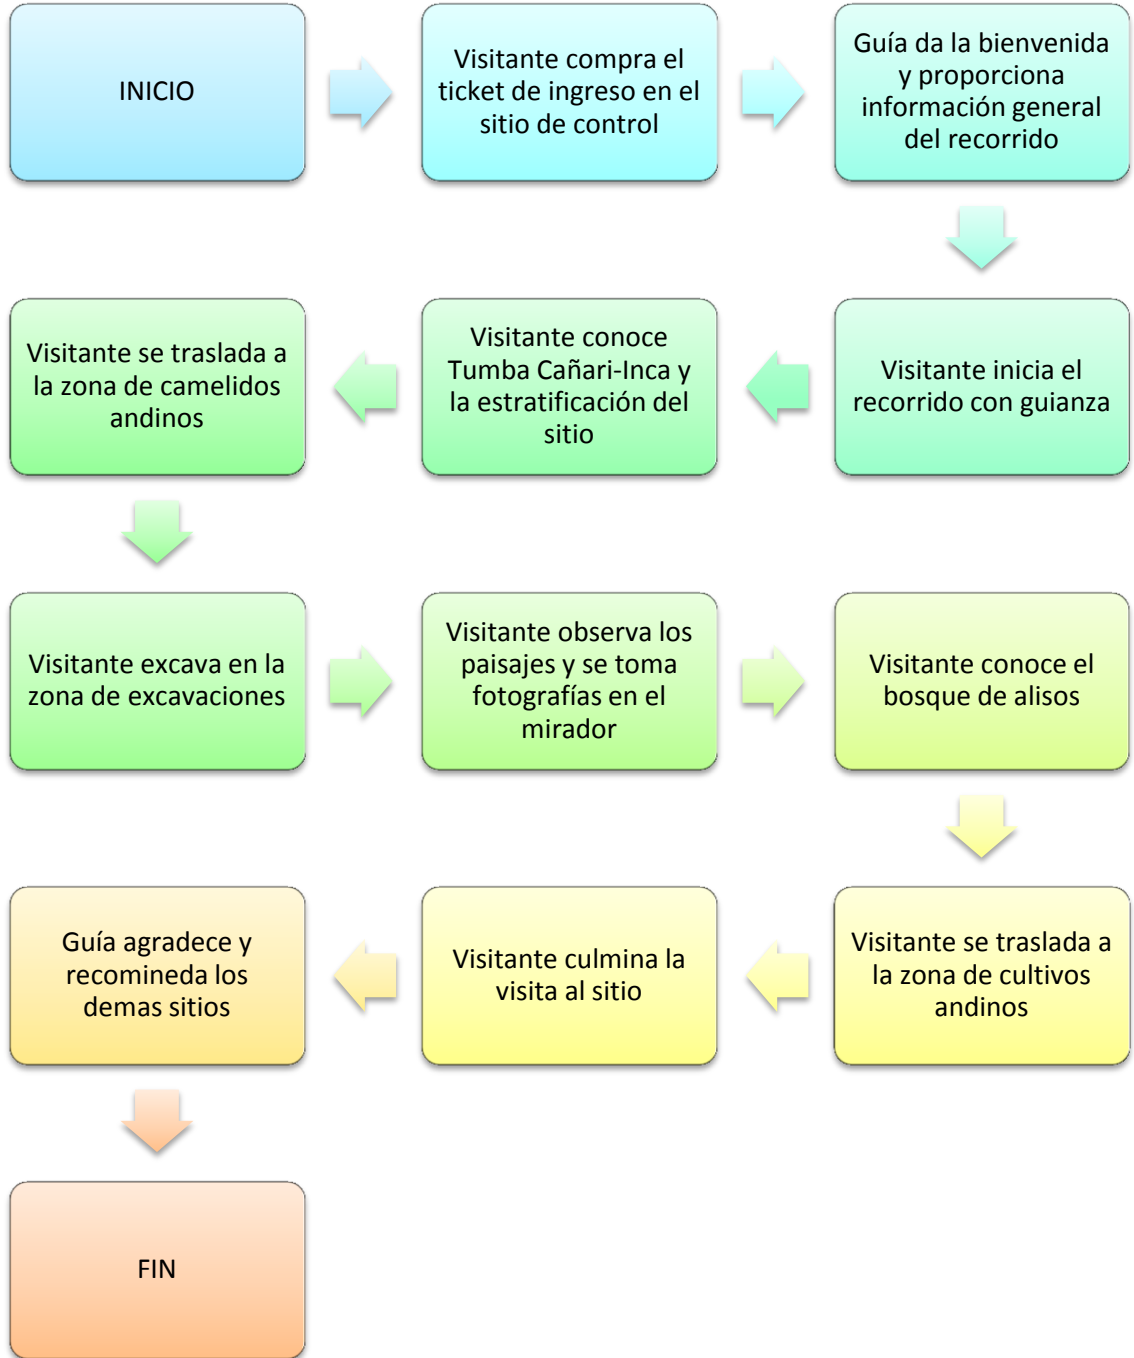 INICIO
Visitante compra el
ticket de ingreso en el
sitio de control
Guía da la bienvenida
y proporciona
información general
del recorrido
Visitante inicia el
recorrido con guianza
Visitante conoce
Tumba Cañari-Inca y
la estratificación del
sitio
Visitante se traslada a
la zona de camelidos
andinos
Visitante excava en la
zona de excavaciones
Visitante observa los
paisajes y se toma
fotografías en el
mirador
Visitante conoce el
bosque de alisos
Visitante se traslada a
la zona de cultivos
andinos
Visitante culmina la
visita al sitio
Guía agradece y
recomineda los
demas sitios
FIN